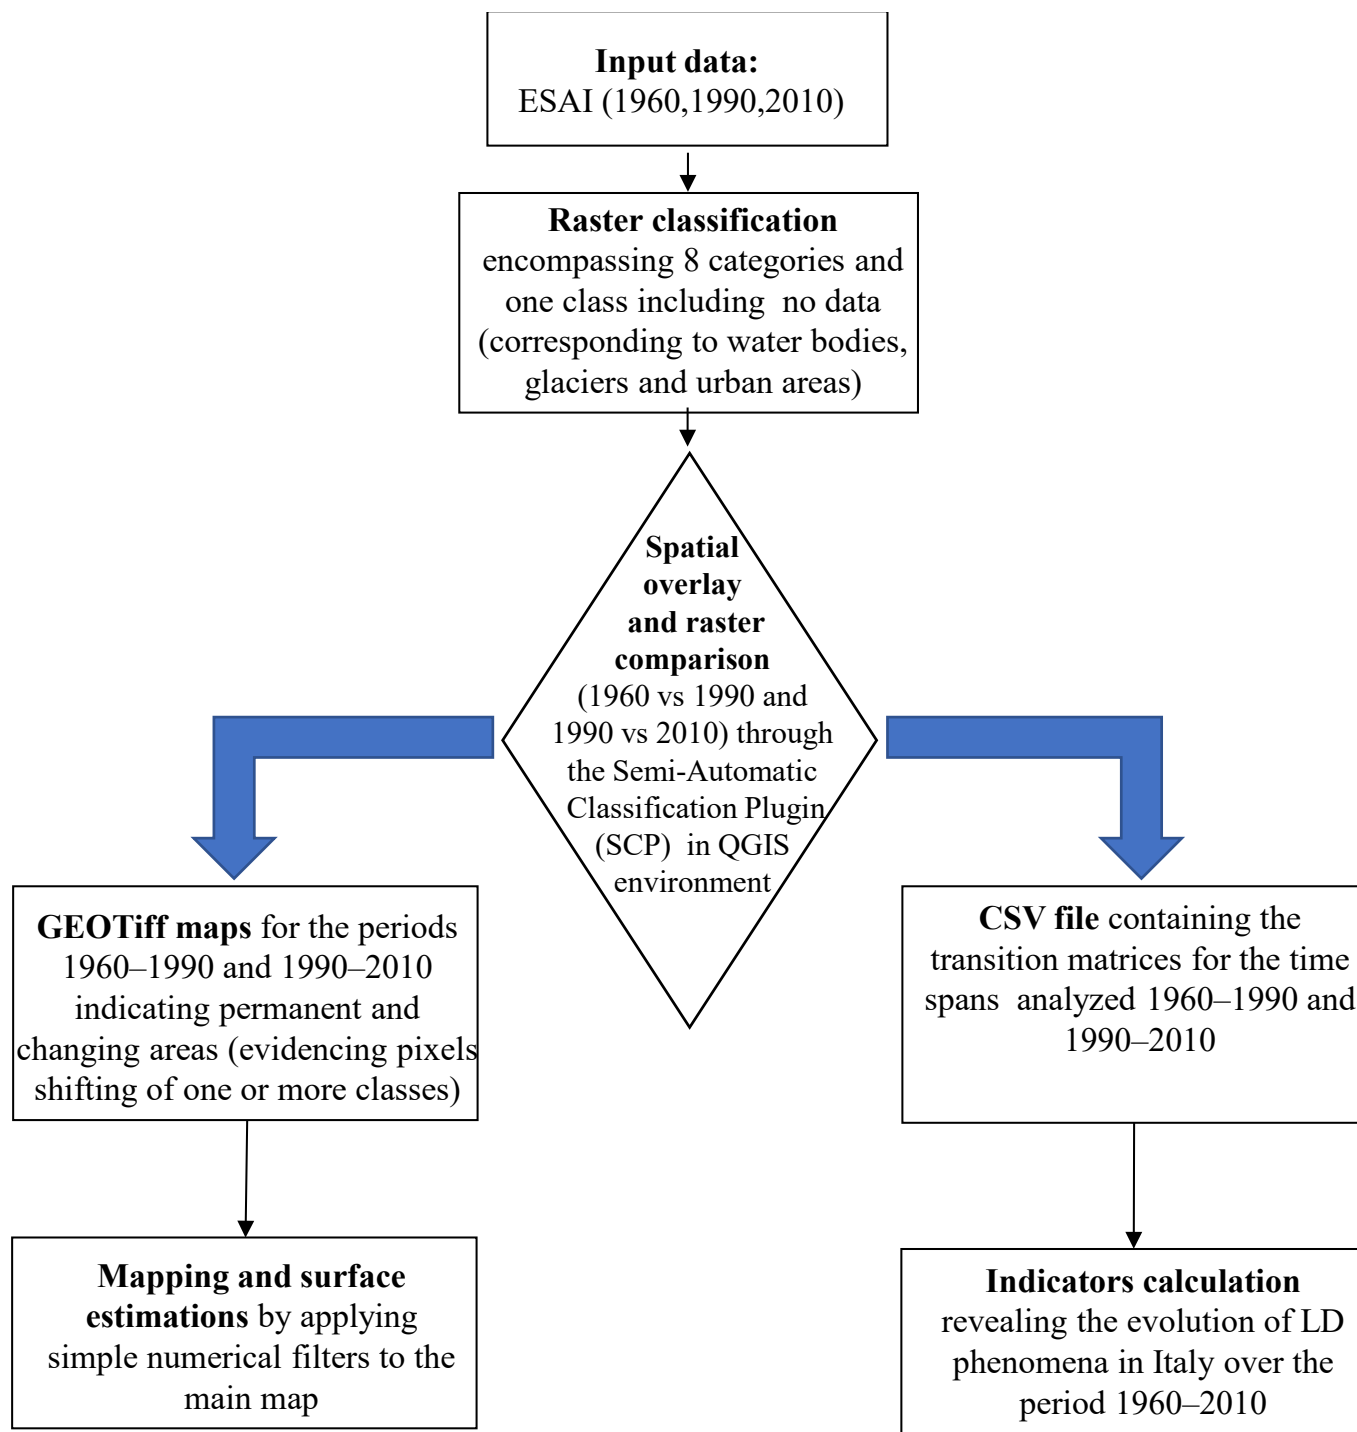 Input data:
ESAI (1960,1990,2010)
Raster classification
encompassing 8 categories and
one class including no data
(corresponding to water bodies,
glaciers and urban areas)
Spatial
overlay
and raster
comparison
(1960 vs 1990 and
1990 vs 2010) through
the Semi-Automatic
Classification Plugin
(SCP) in QGIS
environment
GEOTiff maps for the periods
1960–1990 and 1990–2010
indicating permanent and
changing areas (evidencing pixels
shifting of one or more classes)
CSV file containing the
transition matrices for the time
spans analyzed 1960–1990 and
1990–2010
Mapping and surface
estimations by applying
simple numerical filters to the
main map
Indicators calculation
revealing the evolution of LD
phenomena in Italy over the
period 1960–2010